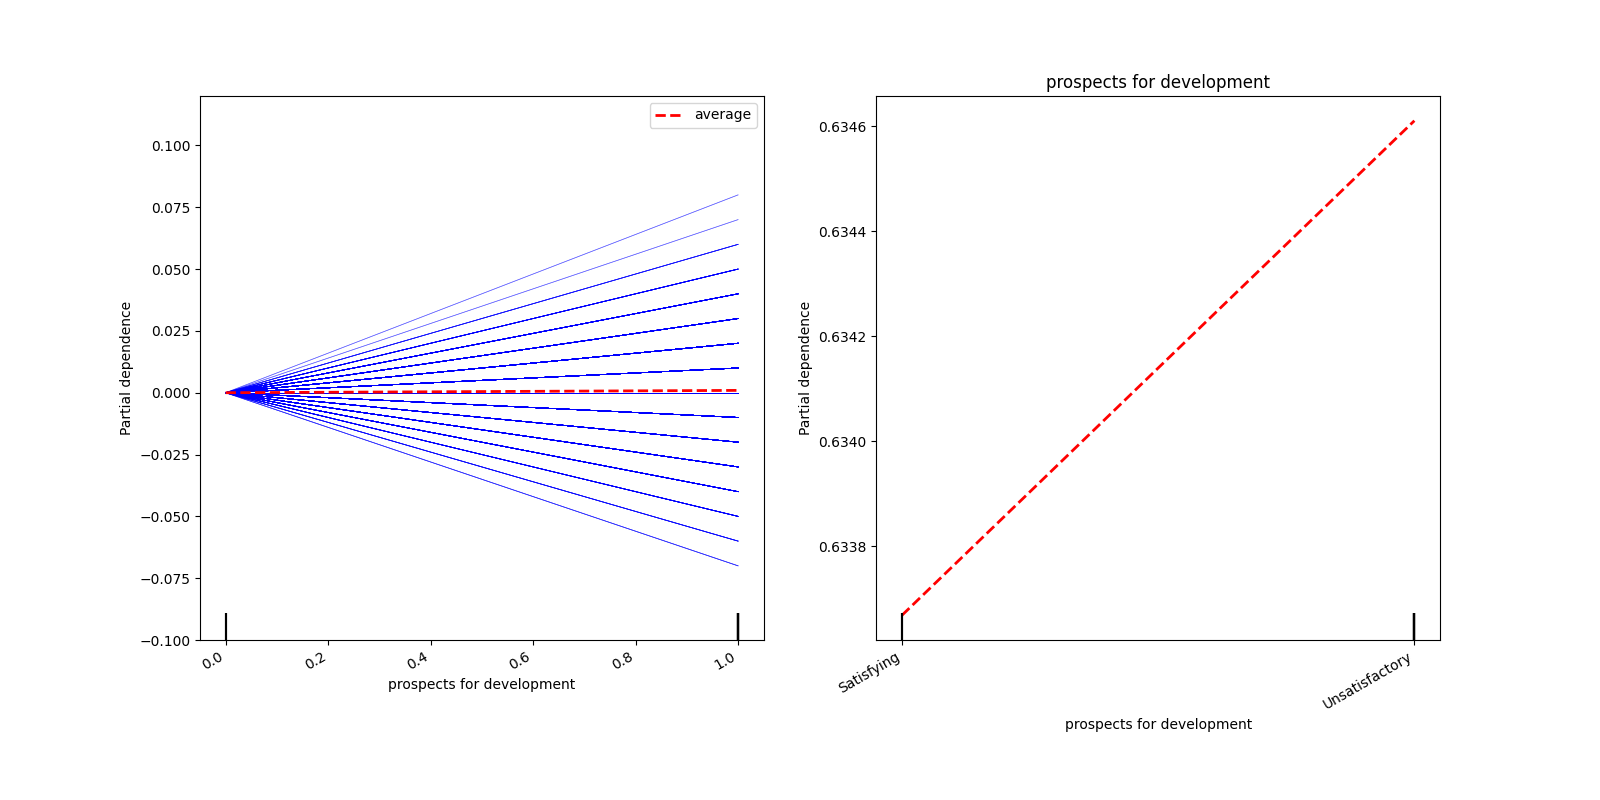 average
0.100
0.075
0.050
0.025
0.000
−0.025
−0.050
−0.075
−0.100
Partial dependence
0.0
0.2
0.4
0.6
0.8
1.0
prospects for development
prospects for development
0.6346
0.6344
0.6342
0.6340
0.6338
Partial dependence
Satisfying
Unsatisfactory
prospects for development